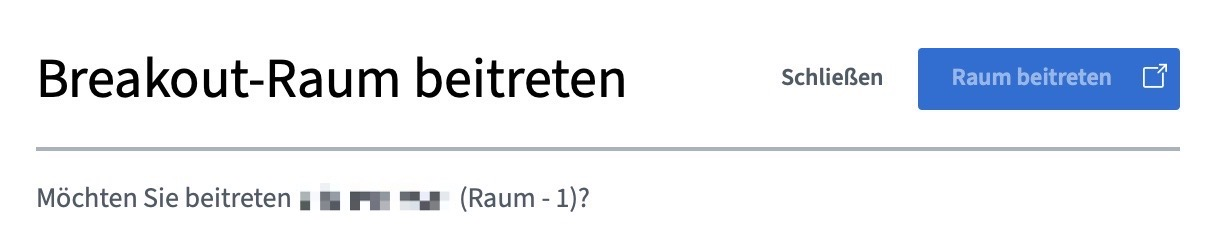 Breakout-Raum beitreten
Schließen
Raum beitreten
Möchten Sie beitreten (Raum - 1)?